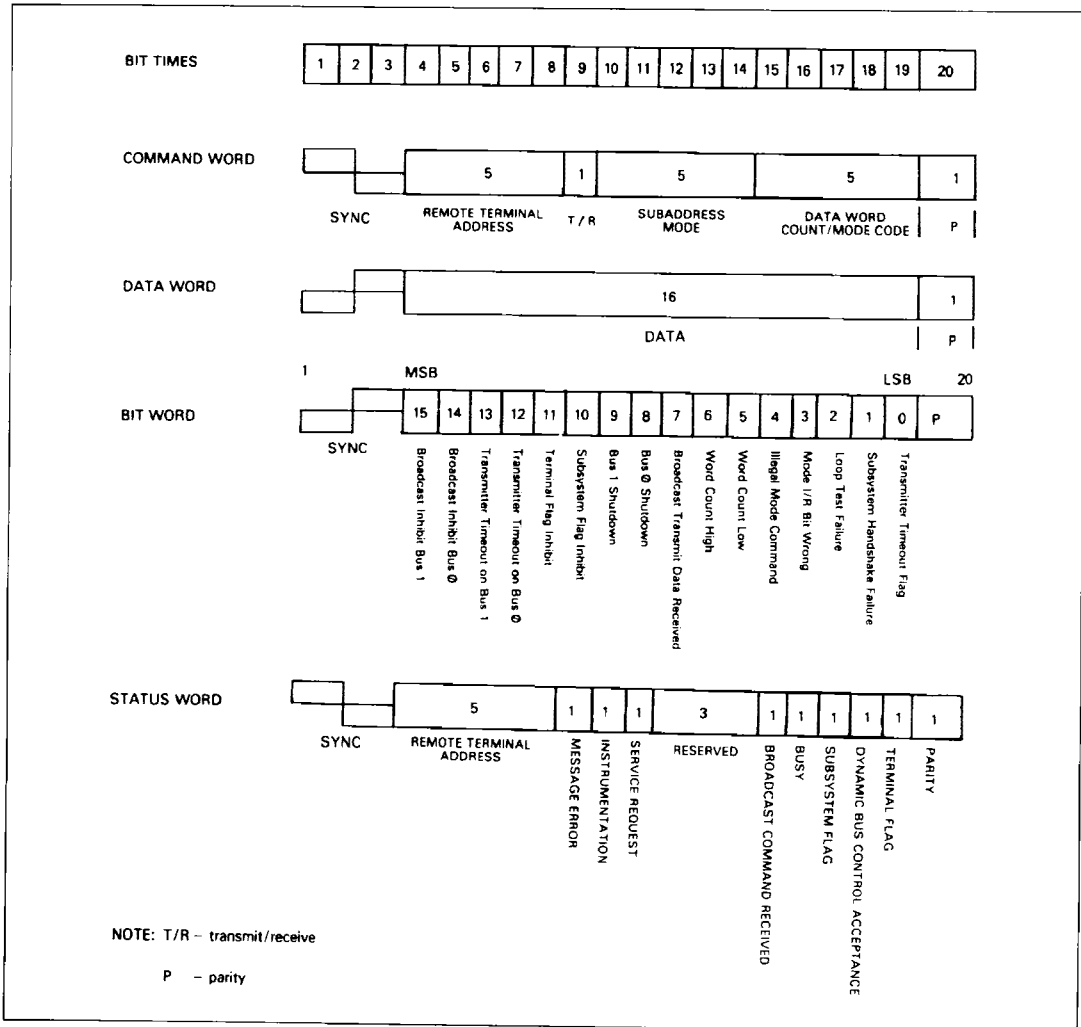 BIT TIMES
1 2 3 4 5 6 7 8 9 10 11 12 13 14 15 16 17 18 19 20
COMMAND WORD
5 1 5 5 1
SYNC
REMOTE TERMINAL
ADDRESS
T/R
SUBADDRESS
MODE
DATA WORD
COUNT/MODE CODE
P
DATA WORD
16 1
DATA
P
1 MSB LSB 20
BIT WORD
15 14 13 12 11 10 9 8 7 6 5 4 3 2 1 0 P
SYNC
Broadcast Inhibit Bus 1
Broadcast Inhibit Bus 0
Transmitter Timeout on Bus 1
Transmitter Timeout on Bus 0
Terminal Flag Inhibit
Subsystem Flag Inhibit
Bus 1 Shutdown
Bus 0 Shutdown
Broadcast Transmit Data Received
Word Count High
Word Count Low
Illegal Mode Command
Mode I/R Bit Wrong
Loop Test Failure
Subsystem Handshake Failure
Transmitter Timeout Flag
STATUS WORD
5 1 1 1 3 1 1 1 1 1 1
SYNC
REMOTE TERMINAL
ADDRESS
MESSAGE ERROR
INSTRUMENTATION
SERVICE REQUEST
RESERVED
BROADCAST COMMAND RECEIVED
BUSY
SUBSYSTEM FLAG
DYNAMIC BUS CONTROL ACCEPTANCE
TERMINAL FLAG
PARITY
NOTE: T/R – transmit/receive
P – parity